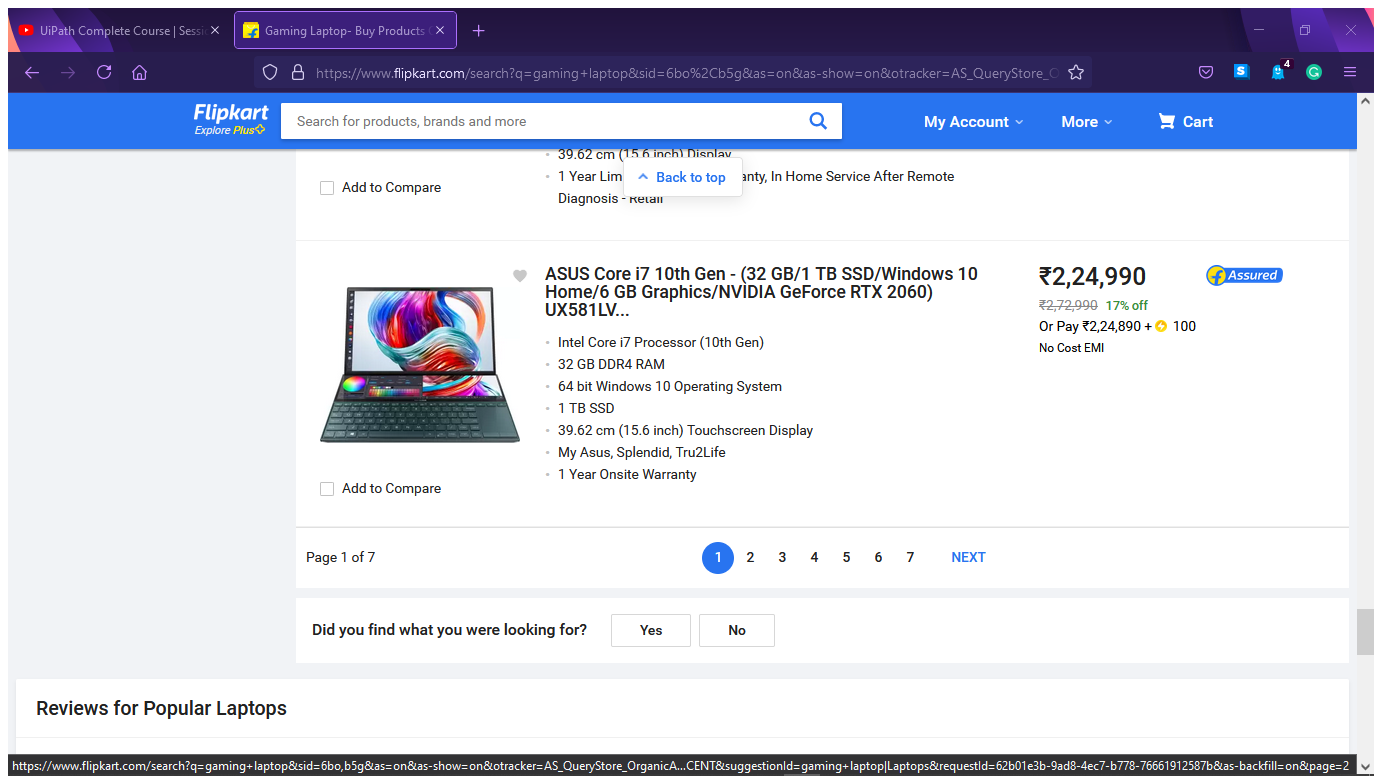 UiPath Complete Course | Sessio
Gaming Laptop- Buy Products O
https://www.flipkart.com/search?q=gaming+laptop&sid=6bo%2Cb5g&as=on&as-show=on&otracker=AS_QueryStore_O
S
4
Flipkart
Explore Plus
Search for products, brands and more
My Account
More
Cart
39.62 cm (15.6 inch) Display
Back to top
1 Year Lim anty, In Home Service After Remote
Diagnosis - Retail
Add to Compare
ASUS Core i7 10th Gen - (32 GB/1 TB SSD/Windows 10
Home/6 GB Graphics/NVIDIA GeForce RTX 2060)
UX581LV...
Intel Core i7 Processor (10th Gen)
32 GB DDR4 RAM
64 bit Windows 10 Operating System
1 TB SSD
39.62 cm (15.6 inch) Touchscreen Display
My Asus, Splendid, Tru2Life
1 Year Onsite Warranty
₹2,24,990
Assured
₹2,72,990 17% off
Or Pay ₹2,24,890 + 100
No Cost EMI
Add to Compare
Page 1 of 7
1 2 3 4 5 6 7 NEXT
Did you find what you were looking for? Yes No
Reviews for Popular Laptops
https://www.flipkart.com/search?q=gaming+laptop&sid=6bo,b5g&as=on&as-show=on&otracker=AS_QueryStore_OrganicA...CENT&suggestionId=gaming+laptop|Laptops&requestId=62b01e3b-9ad8-4ec7-b778-76661912587b&as-backfill=on&page=2